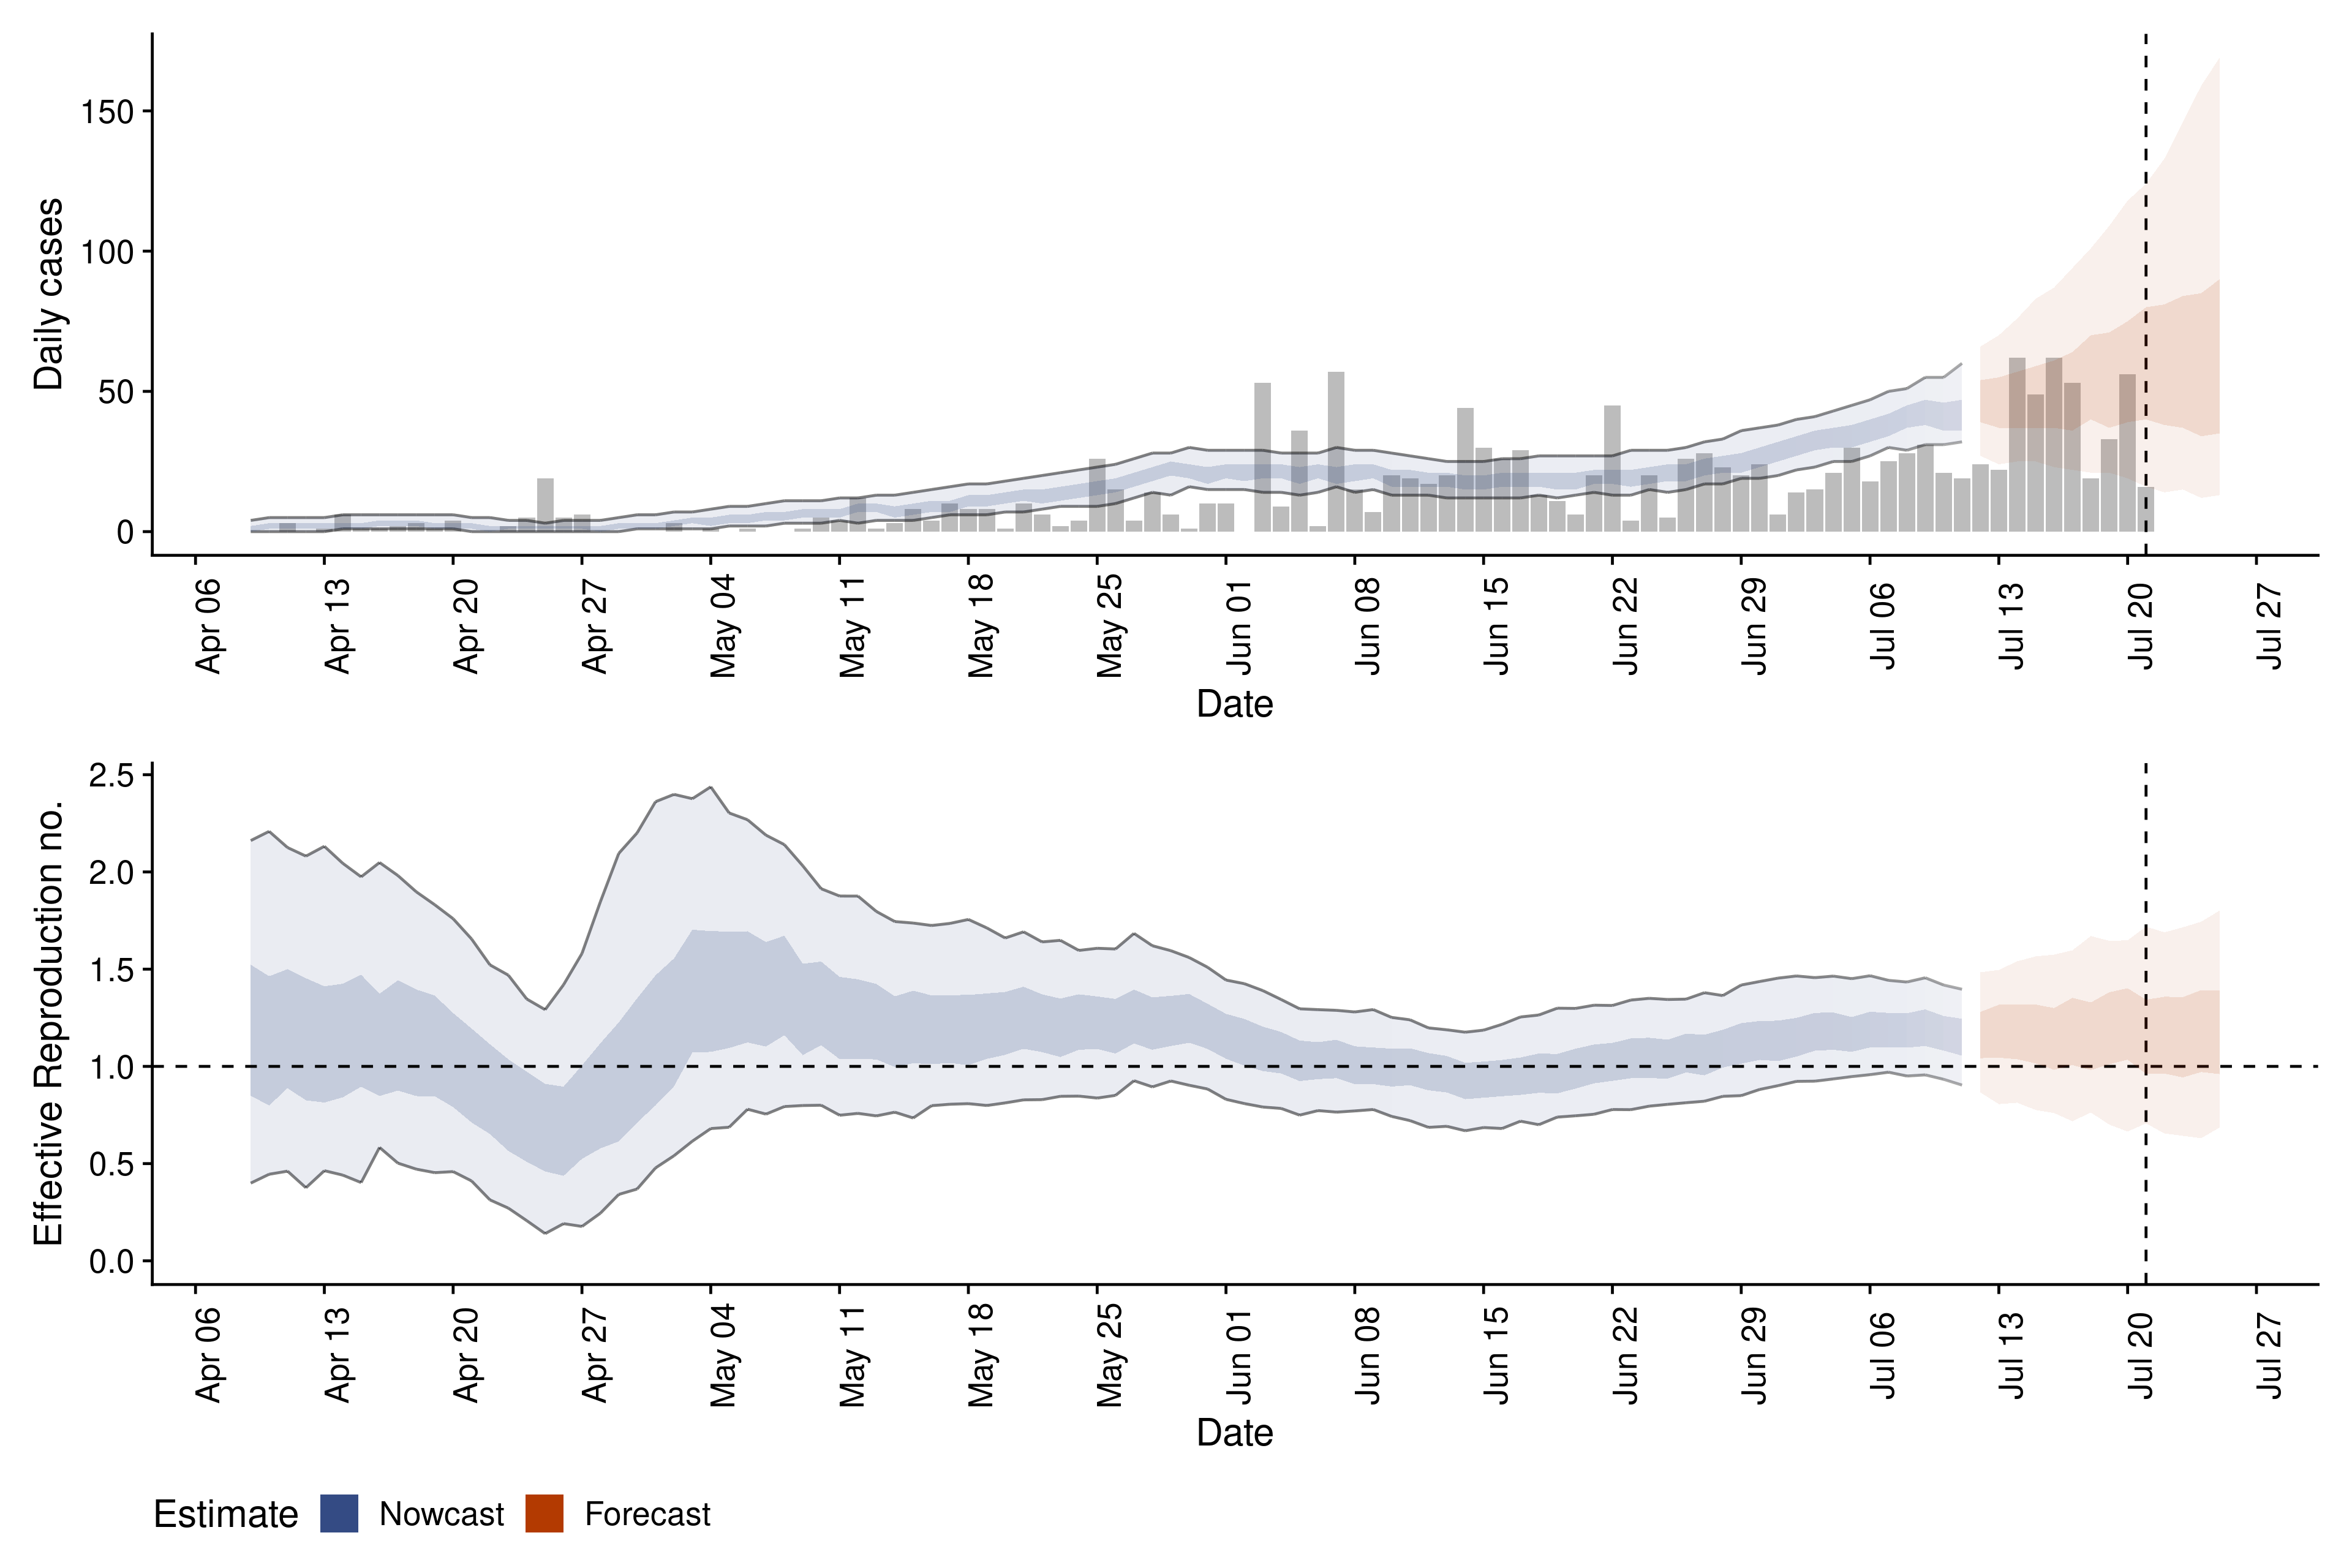 Daily cases
150
100
50
0
Apr 06
Apr 13
Apr 20
Apr 27
May 04
May 11
May 18
May 25
Jun 01
Jun 08
Jun 15
Jun 22
Jun 29
Jul 06
Jul 13
Jul 20
Jul 27
Date
Effective Reproduction no.
2.5
2.0
1.5
1.0
0.5
0.0
Apr 06
Apr 13
Apr 20
Apr 27
May 04
May 11
May 18
May 25
Jun 01
Jun 08
Jun 15
Jun 22
Jun 29
Jul 06
Jul 13
Jul 20
Jul 27
Date
Estimate Nowcast Forecast